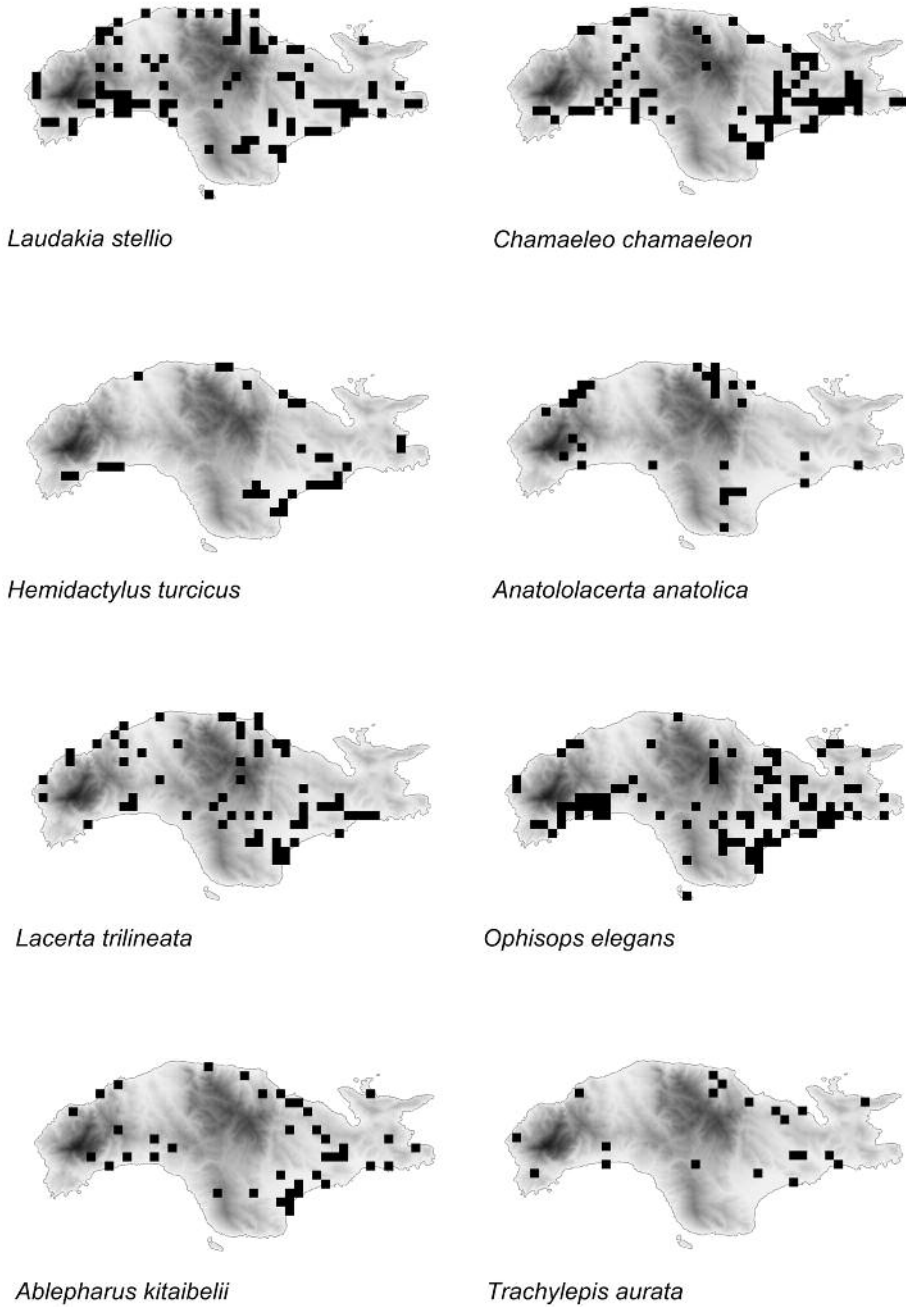 Laudakia stellio
Chamaeleo chamaeleon
Hemidactylus turcicus
Anatololacerta anatolica
Lacerta trilineata
Ophisops elegans
Ablepharus kitaibelii
Trachylepis aurata